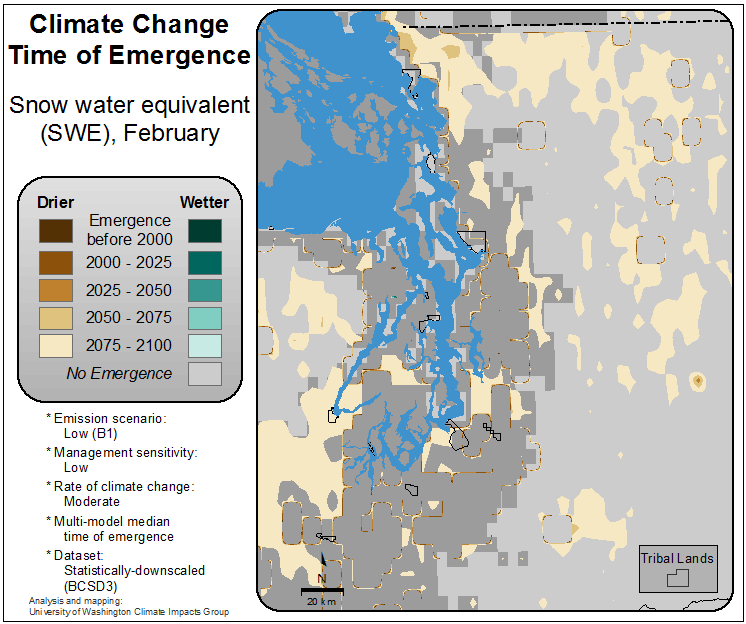 Climate Change
Time of Emergence
Snow water equivalent
(SWE), February
Drier Wetter
Emergence
before 2000
2000 - 2025
2025 - 2050
2050 - 2075
2075 - 2100
No Emergence
* Emission scenario:
Low (B1)
* Management sensitivity:
Low
* Rate of climate change:
Moderate
* Multi-model median
time of emergence
* Dataset:
Statistically-downscaled
(BCSD3)
Analysis and mapping:
University of Washington Climate Impacts Group
N
20 km
Tribal Lands